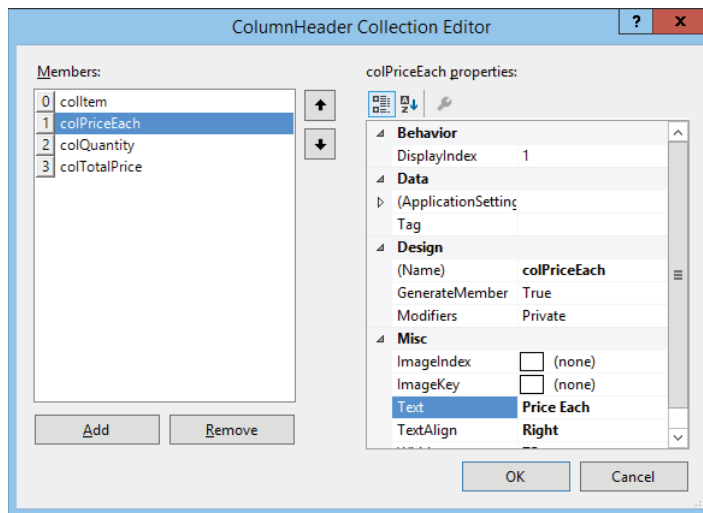 ColumnHeader Collection Editor
? x
Members:
0 colItem
1 colPriceEach
2 colQuantity
3 colTotalPrice
Add
Remove
colPriceEach properties:
Behavior
DisplayIndex 1
Data
(ApplicationSetting
Tag
Design
(Name) colPriceEach
GenerateMember True
Modifiers Private
Misc
ImageIndex (none)
ImageKey (none)
Text Price Each
TextAlign Right
OK
Cancel